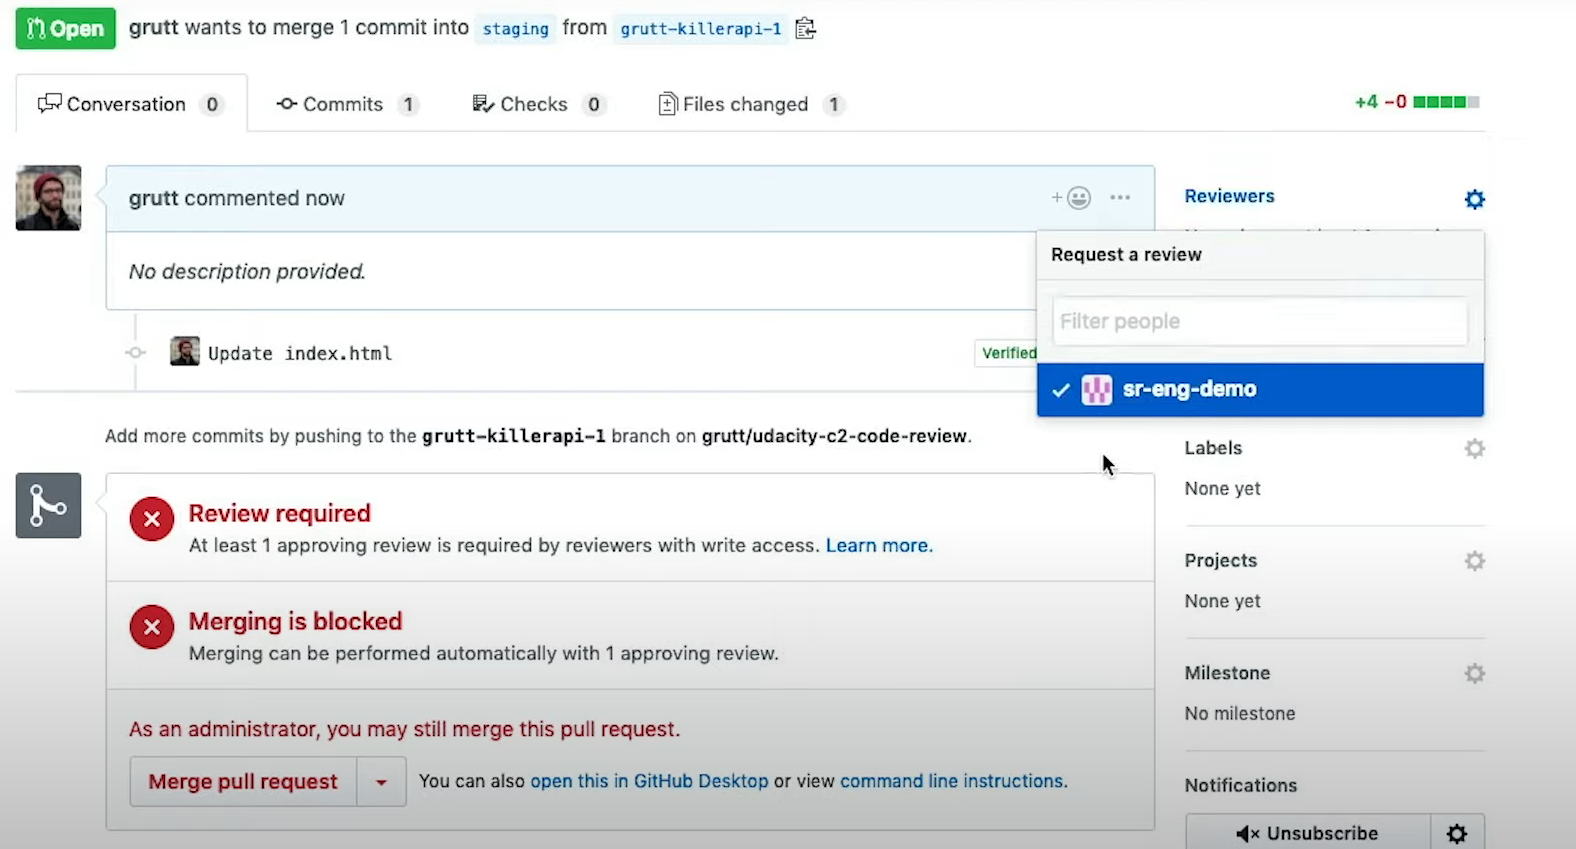 Open grutt wants to merge 1 commit into staging from grutt-killerapi-1
Conversation 0 Commits 1 Checks 0 Files changed 1 +4 −0
grutt commented now
Reviewers
Request a review
No description provided.
Filter people
Update index.html Verified
sr-eng-demo
Add more commits by pushing to the grutt-killerapi-1 branch on grutt/udacity-c2-code-review.
Labels
None yet
Review required
At least 1 approving review is required by reviewers with write access. Learn more.
Projects
None yet
Merging is blocked
Merging can be performed automatically with 1 approving review.
Milestone
No milestone
As an administrator, you may still merge this pull request.
Merge pull request You can also open this in GitHub Desktop or view command line instructions.
Notifications
Unsubscribe